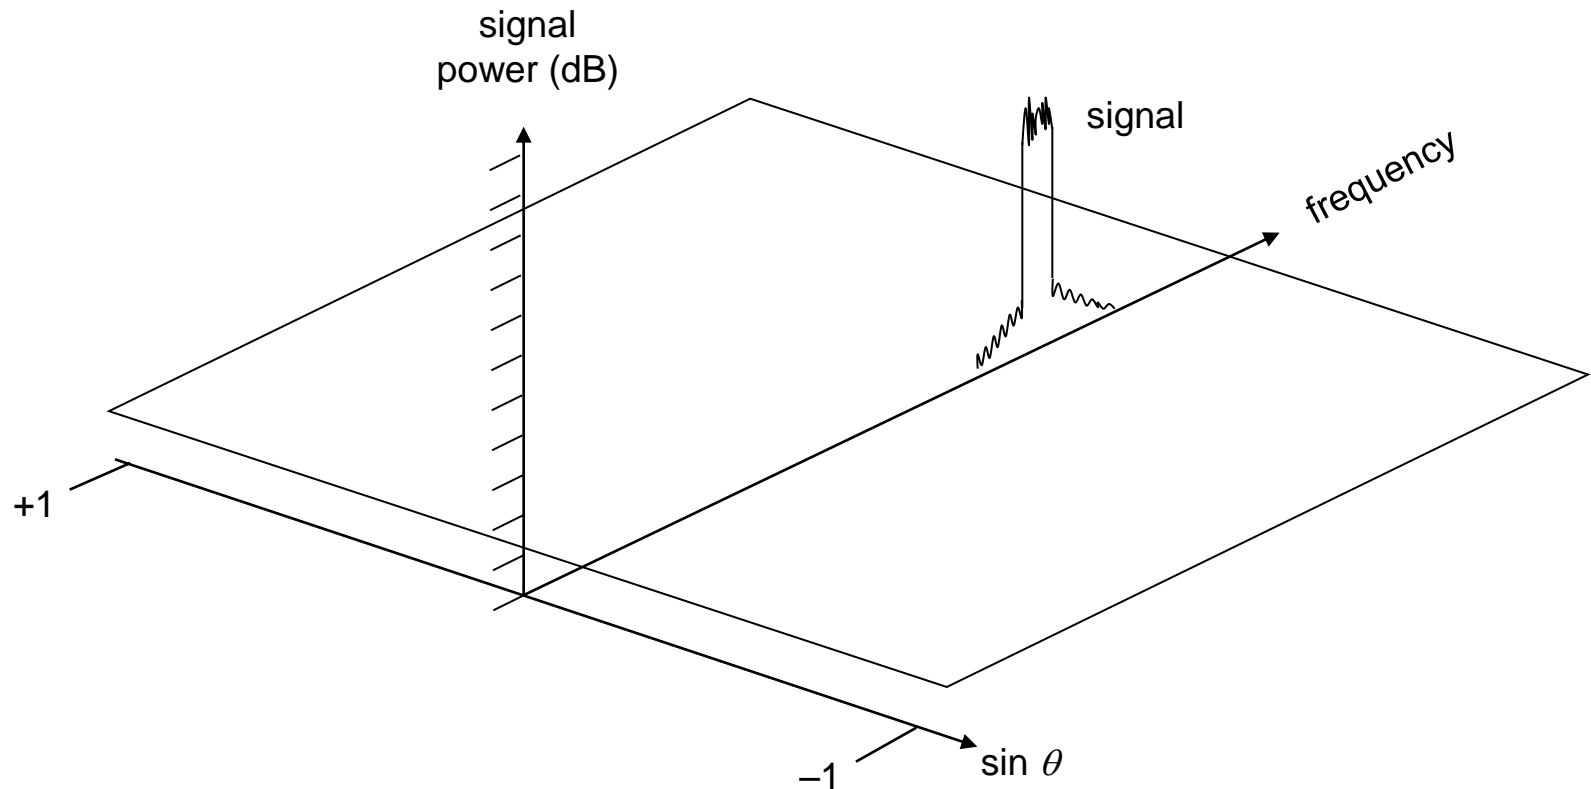 signal
power (dB)
signal
frequency
+1
–1
sin θ